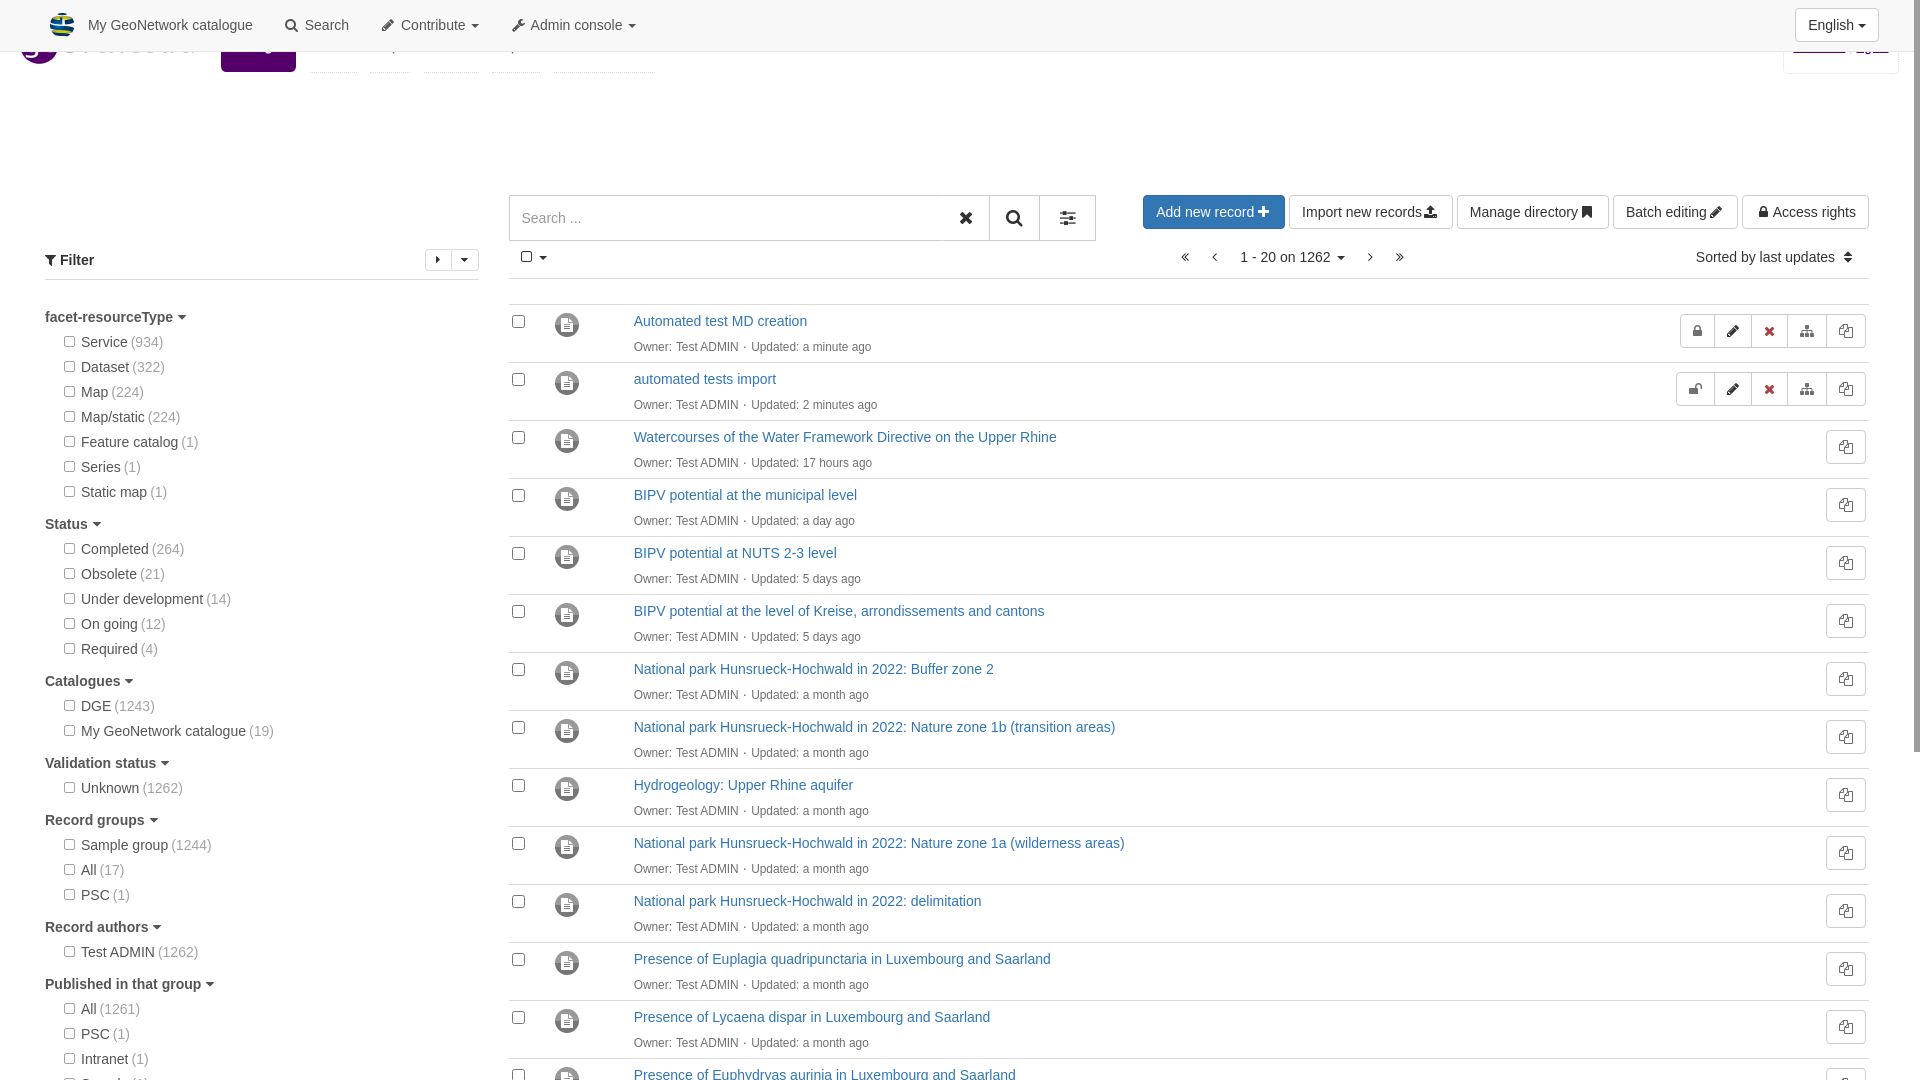 My GeoNetwork catalogue
Search
Contribute
Admin console
English
Search ...
Add new record
Import new records
Manage directory
Batch editing
Access rights
Filter
1 - 20 on 1262
Sorted by last updates
facet-resourceType
Service (934)
Dataset (322)
Map (224)
Map/static (224)
Feature catalog (1)
Series (1)
Static map (1)
Status
Completed (264)
Obsolete (21)
Under development (14)
On going (12)
Required (4)
Catalogues
DGE (1243)
My GeoNetwork catalogue (19)
Validation status
Unknown (1262)
Record groups
Sample group (1244)
All (17)
PSC (1)
Record authors
Test ADMIN (1262)
Published in that group
All (1261)
PSC (1)
Intranet (1)
Automated test MD creation
Owner: Test ADMIN · Updated: a minute ago
automated tests import
Owner: Test ADMIN · Updated: 2 minutes ago
Watercourses of the Water Framework Directive on the Upper Rhine
Owner: Test ADMIN · Updated: 17 hours ago
BIPV potential at the municipal level
Owner: Test ADMIN · Updated: a day ago
BIPV potential at NUTS 2-3 level
Owner: Test ADMIN · Updated: 5 days ago
BIPV potential at the level of Kreise, arrondissements and cantons
Owner: Test ADMIN · Updated: 5 days ago
National park Hunsrueck-Hochwald in 2022: Buffer zone 2
Owner: Test ADMIN · Updated: a month ago
National park Hunsrueck-Hochwald in 2022: Nature zone 1b (transition areas)
Owner: Test ADMIN · Updated: a month ago
Hydrogeology: Upper Rhine aquifer
Owner: Test ADMIN · Updated: a month ago
National park Hunsrueck-Hochwald in 2022: Nature zone 1a (wilderness areas)
Owner: Test ADMIN · Updated: a month ago
National park Hunsrueck-Hochwald in 2022: delimitation
Owner: Test ADMIN · Updated: a month ago
Presence of Euplagia quadripunctaria in Luxembourg and Saarland
Owner: Test ADMIN · Updated: a month ago
Presence of Lycaena dispar in Luxembourg and Saarland
Owner: Test ADMIN · Updated: a month ago
Presence of Euphydryas aurinia in Luxembourg and Saarland